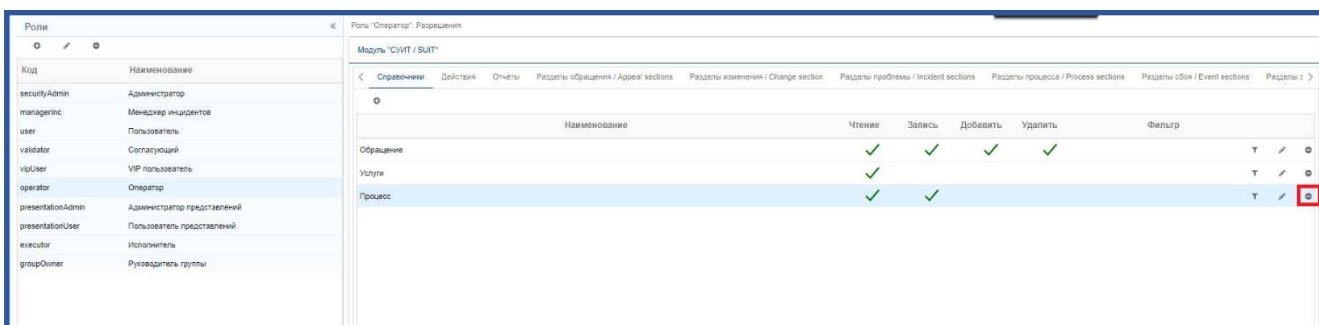 Роли
Код Наименование
securityAdmin Администратор
managerInc Менеджер инцидентов
user Пользователь
validator Согласующий
vipUser VIP пользователь
operator Оператор
presentationAdmin Администратор представлений
presentationUser Пользователь представлений
executor Исполнитель
groupOwner Руководитель группы
Роль "Оператор". Разрешения
Модуль "СУИТ / SUIT"
Справочники Действия Отчёты Разделы обращения / Appeal sections Разделы изменения / Change section Разделы проблемы / Incident sections Разделы процесса / Process sections Разделы сбоя / Event sections Разделы
Наименование Чтение Запись Добавить Удалить Фильтр
Обращение
Услуги
Процесс